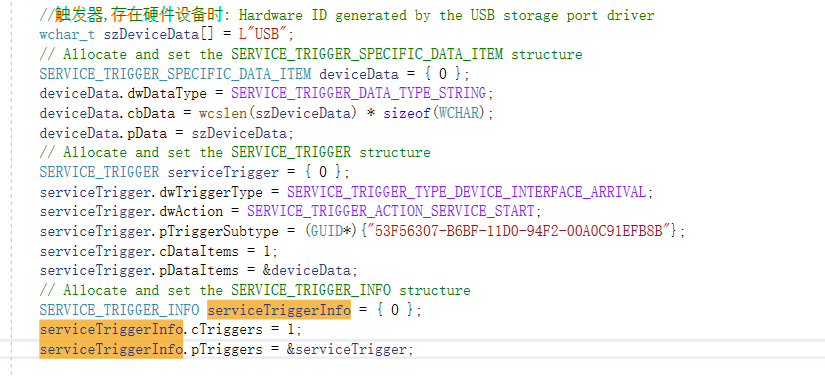 //触发器,存在硬件设备时: Hardware ID generated by the USB storage port driver
wchar_t szDeviceData[] = L"USB";
// Allocate and set the SERVICE_TRIGGER_SPECIFIC_DATA_ITEM structure
SERVICE_TRIGGER_SPECIFIC_DATA_ITEM deviceData = { 0 };
deviceData.dwDataType = SERVICE_TRIGGER_DATA_TYPE_STRING;
deviceData.cbData = wcslen(szDeviceData) * sizeof(WCHAR);
deviceData.pData = szDeviceData;
// Allocate and set the SERVICE_TRIGGER structure
SERVICE_TRIGGER serviceTrigger = { 0 };
serviceTrigger.dwTriggerType = SERVICE_TRIGGER_TYPE_DEVICE_INTERFACE_ARRIVAL;
serviceTrigger.dwAction = SERVICE_TRIGGER_ACTION_SERVICE_START;
serviceTrigger.pTriggerSubtype = (GUID*){"53F56307-B6BF-11D0-94F2-00A0C91EFB8B"};
serviceTrigger.cDataItems = 1;
serviceTrigger.pDataItems = &deviceData;
// Allocate and set the SERVICE_TRIGGER_INFO structure
SERVICE_TRIGGER_INFO serviceTriggerInfo = { 0 };
serviceTriggerInfo.cTriggers = 1;
serviceTriggerInfo.pTriggers = &serviceTrigger;